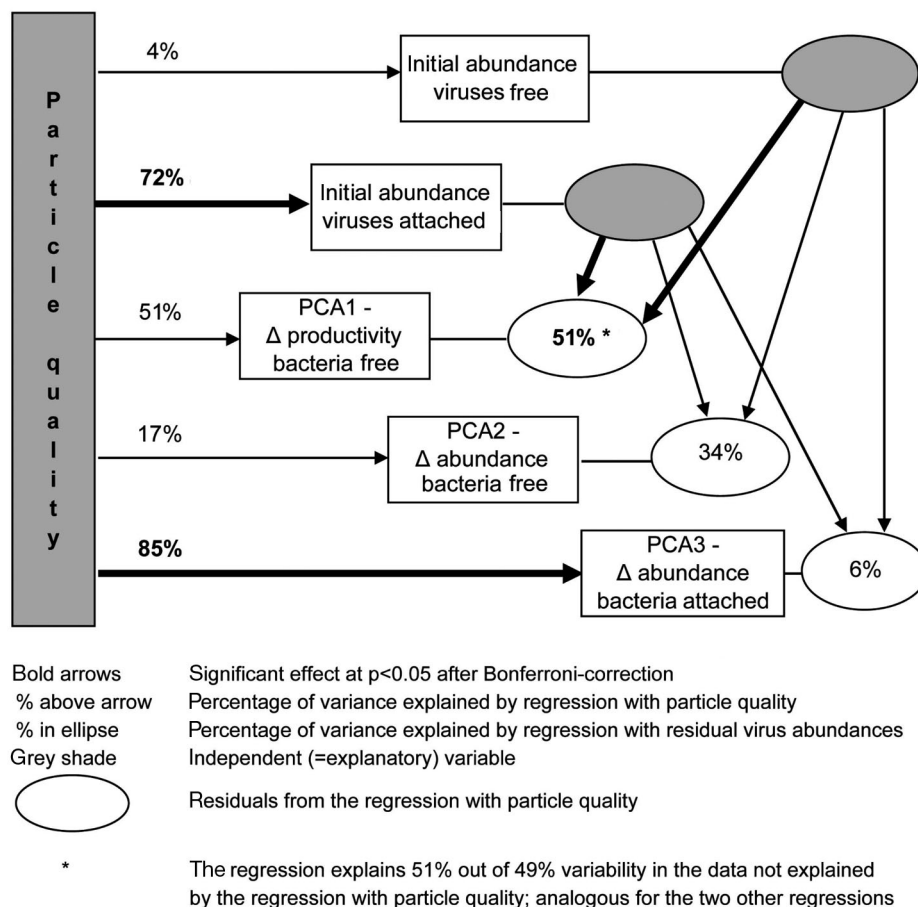 Particle quality
4%
Initial abundance
viruses free
72%
Initial abundance
viruses attached
51%
PCA1 -
Δ productivity
bacteria free
51% *
17%
PCA2 -
Δ abundance
bacteria free
34%
85%
PCA3 -
Δ abundance
bacteria attached
6%
Bold arrows Significant effect at p<0.05 after Bonferroni-correction
% above arrow Percentage of variance explained by regression with particle quality
% in ellipse Percentage of variance explained by regression with residual virus abundances
Grey shade Independent (=explanatory) variable
Residuals from the regression with particle quality
* The regression explains 51% out of 49% variability in the data not explained
by the regression with particle quality; analogous for the two other regressions